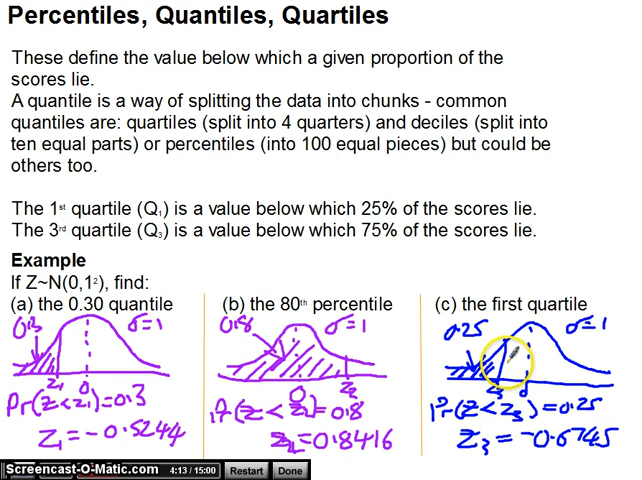 Percentiles, Quantiles, Quartiles
These define the value below which a given proportion of the
scores lie.
A quantile is a way of splitting the data into chunks - common
quantiles are: quartiles (split into 4 quarters) and deciles (split into
ten equal parts) or percentiles (into 100 equal pieces) but could be
others too.
The 1st quartile (Q₁) is a value below which 25% of the scores lie.
The 3rd quartile (Q₃) is a value below which 75% of the scores lie.
Example
If Z~N(0,1²), find:
(a) the 0.30 quantile
0.3 σ=1
z₁ 0
Pr(Z<z₁)=0.3
z₁=-0.5244
(b) the 80th percentile
0.8 σ=1
0 z₂
Pr(Z<z₂)=0.8
z₂=0.8416
(c) the first quartile
0.25 σ=1
z₃ 0
Pr(Z<z₃)=0.25
z₃=-0.6745
Screencast-O-Matic.com 4:13 / 15:00 Restart Done